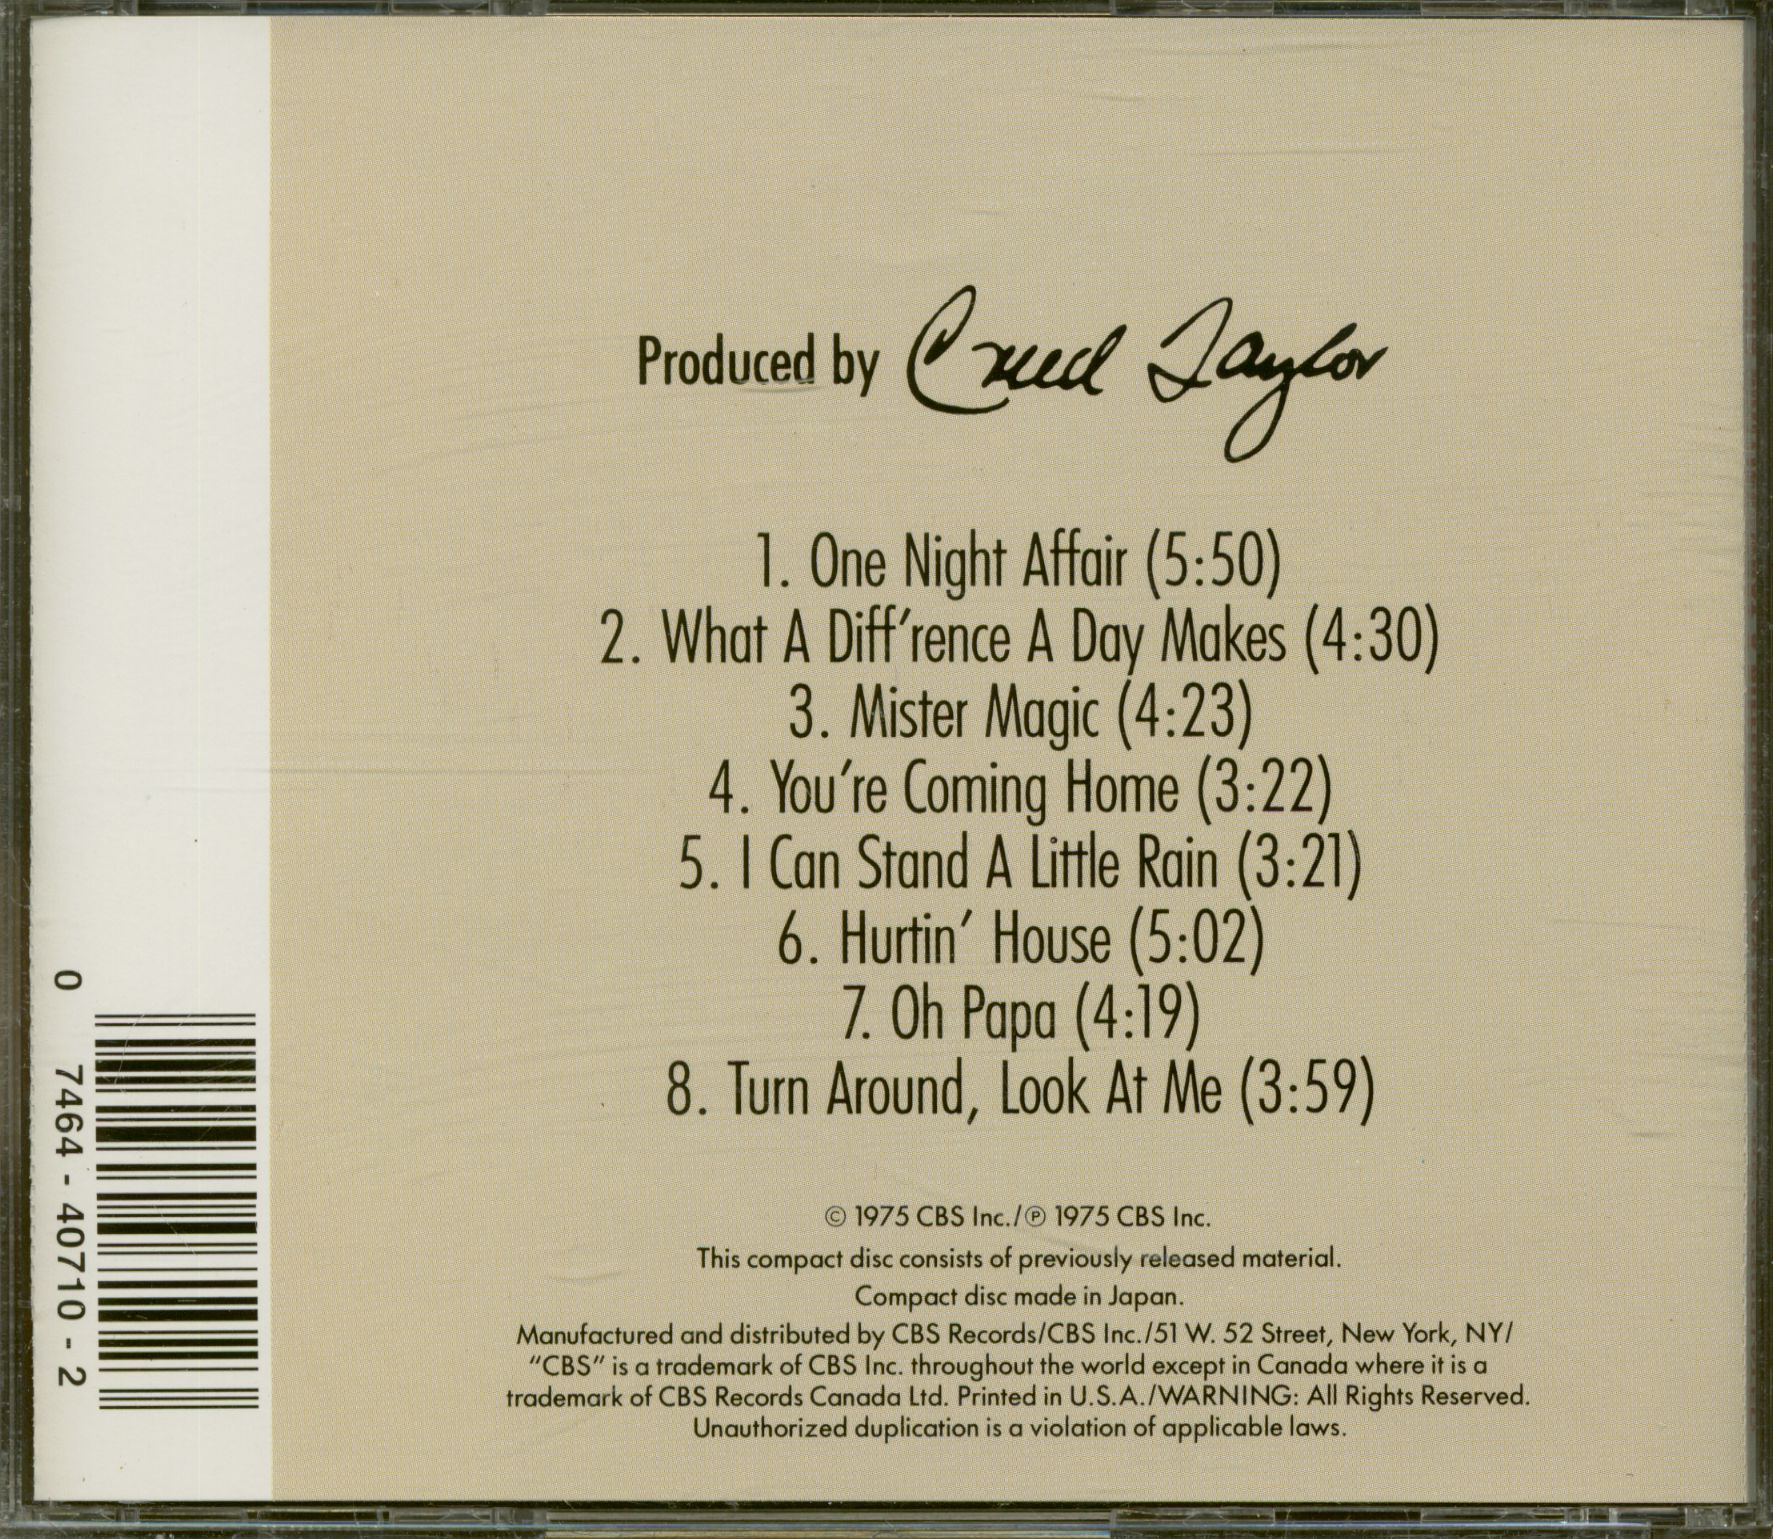 Produced by Creed Taylor
1. One Night Affair (5:50)
2. What A Diff'rence A Day Makes (4:30)
3. Mister Magic (4:23)
4. You're Coming Home (3:22)
5. I Can Stand A Little Rain (3:21)
6. Hurtin' House (5:02)
7. Oh Papa (4:19)
8. Turn Around, Look At Me (3:59)
© 1975 CBS Inc./℗ 1975 CBS Inc.
This compact disc consists of previously released material.
Compact disc made in Japan.
Manufactured and distributed by CBS Records/CBS Inc./51 W. 52 Street, New York, NY/
"CBS" is a trademark of CBS Inc. throughout the world except in Canada where it is a
trademark of CBS Records Canada Ltd. Printed in U.S.A./WARNING: All Rights Reserved.
Unauthorized duplication is a violation of applicable laws.
0 7464 - 40710 - 2